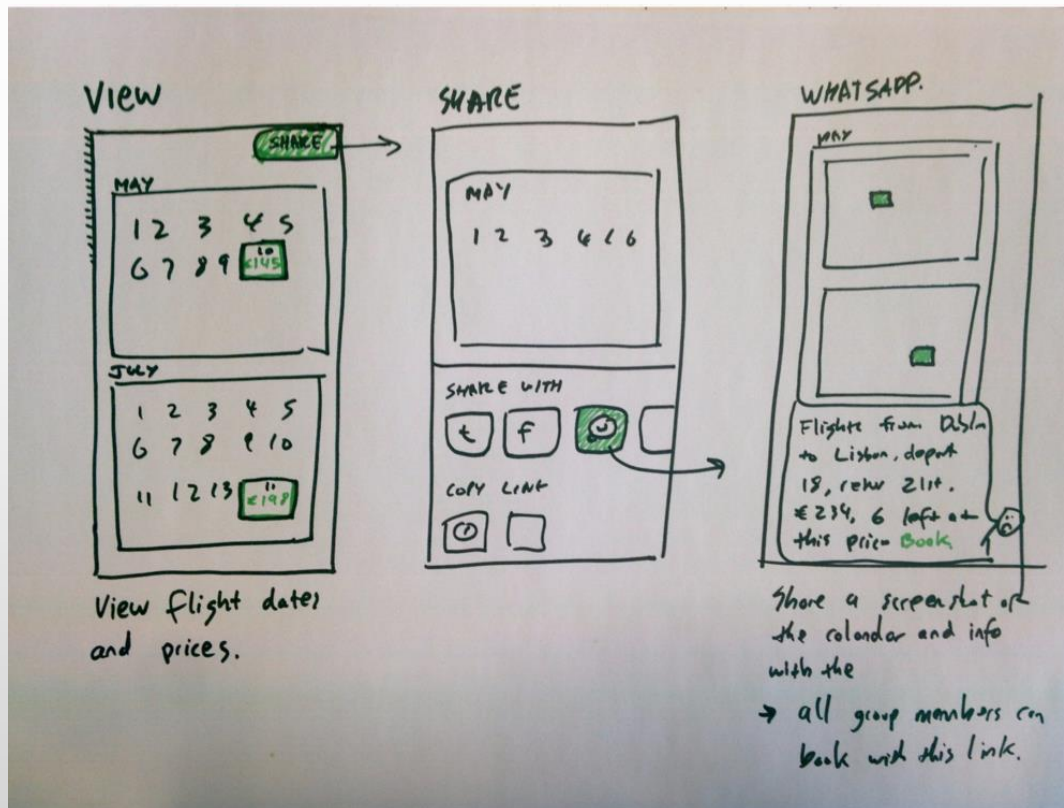 VIEW
SHARE
MAY
1 2 3 4 5
6 7 8 9 10
€145
JULY
1 2 3 4 5
6 7 8 9 10
11 12 13 11
€198
View flight dates
and prices.
SHARE
MAY
1 2 3 4 5 6
SHARE WITH
t f
COPY LINK
WHATSAPP.
MAY
Flights from Dublin
to Lisbon, depart
18, return 21st.
€234, 6 left at
this price Book
Share a screenshot of
the calendar and info
with the
→ all group members can
book with this link.